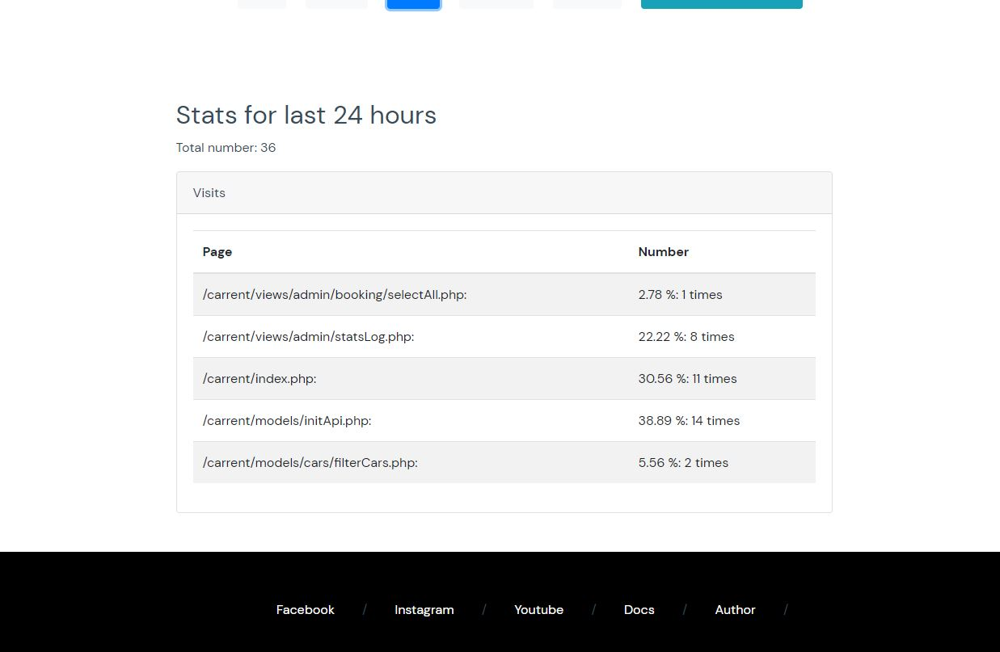 Stats for last 24 hours
Total number: 36
Visits
Page Number
/carrent/views/admin/booking/selectAll.php: 2.78 %: 1 times
/carrent/views/admin/statsLog.php: 22.22 %: 8 times
/carrent/index.php: 30.56 %: 11 times
/carrent/models/initApi.php: 38.89 %: 14 times
/carrent/models/cars/filterCars.php: 5.56 %: 2 times
Facebook / Instagram / Youtube / Docs / Author /